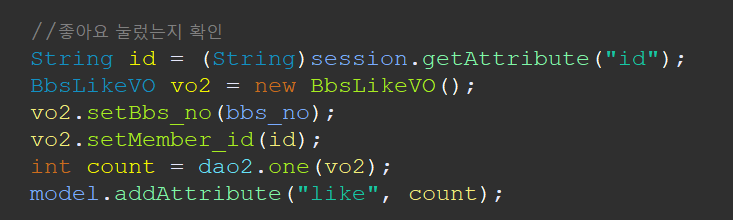 //좋아요 눌렀는지 확인
String id = (String)session.getAttribute("id");
BbsLikeVO vo2 = new BbsLikeVO();
vo2.setBbs_no(bbs_no);
vo2.setMember_id(id);
int count = dao2.one(vo2);
model.addAttribute("like", count);